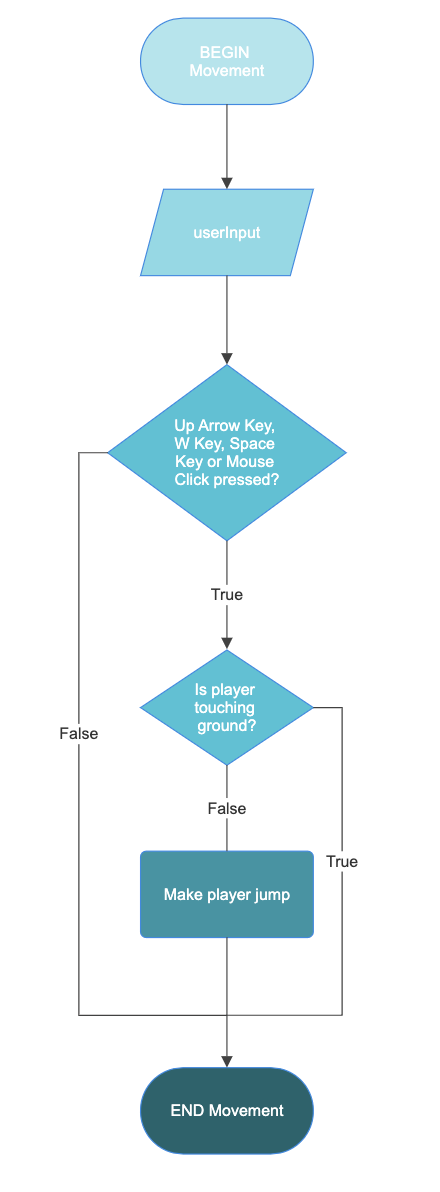 BEGIN
Movement
userInput
Up Arrow Key,
W Key, Space
Key or Mouse
Click pressed?
True
Is player
touching
ground?
False
False
True
Make player jump
END Movement